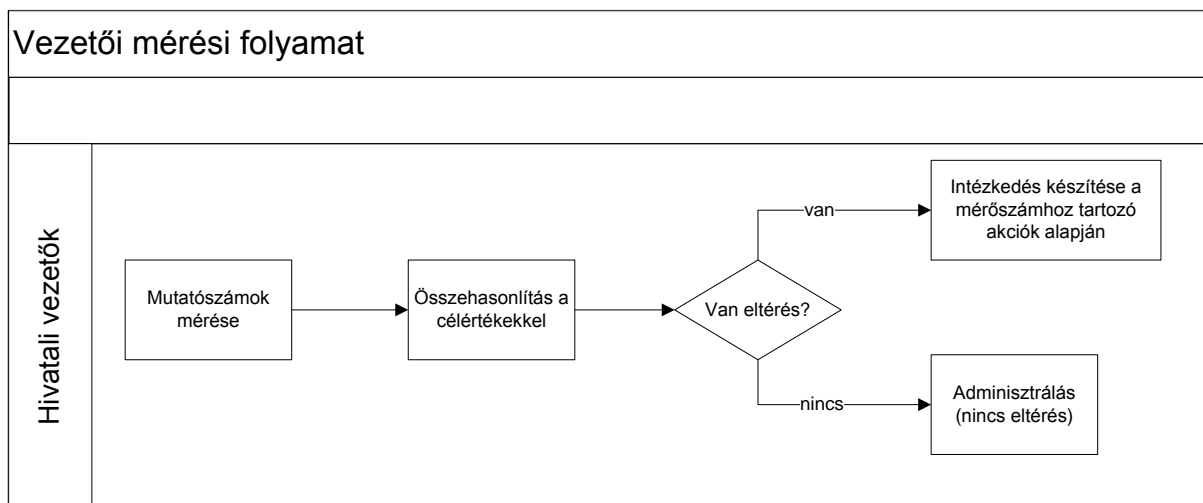 Vezetői mérési folyamat
Hivatali vezetők
Mutatószámok
mérése
Összehasonlítás a
célértékekkel
Van eltérés?
van
Intézkedés készítése a
mérőszámhoz tartozó
akciók alapján
nincs
Adminisztrálás
(nincs eltérés)